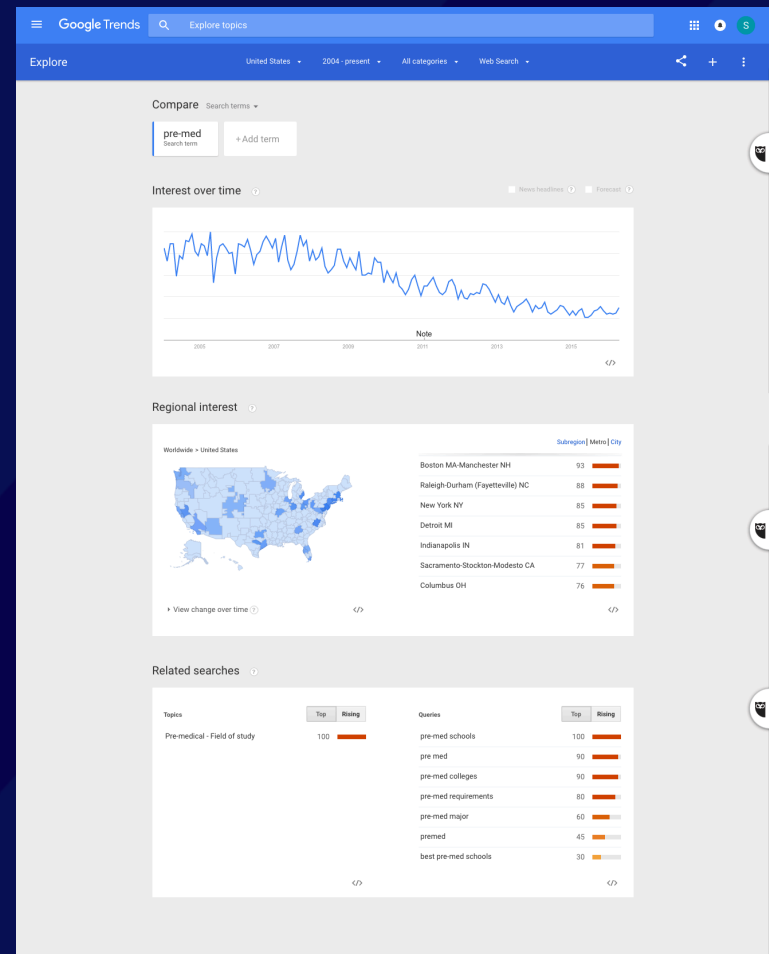 Google Trends
Explore topics
S
Explore
United States
2004 - present
All categories
Web Search
Compare Search terms
pre-med
Search term
+ Add term
Interest over time ?
News headlines ? Forecast ?
Note
2005 2007 2009 2011 2013 2015
</>
Regional interest ?
Worldwide > United States
Subregion | Metro | City
Boston MA-Manchester NH 93
Raleigh-Durham (Fayetteville) NC 88
New York NY 85
Detroit MI 85
Indianapolis IN 81
Sacramento-Stockton-Modesto CA 77
Columbus OH 76
View change over time ? </>
</>
Related searches ?
Topics Top Rising
Pre-medical - Field of study 100
</>
Queries Top Rising
pre-med schools 100
pre med 90
pre-med colleges 90
pre-med requirements 80
pre-med major 60
premed 45
best pre-med schools 30
</>